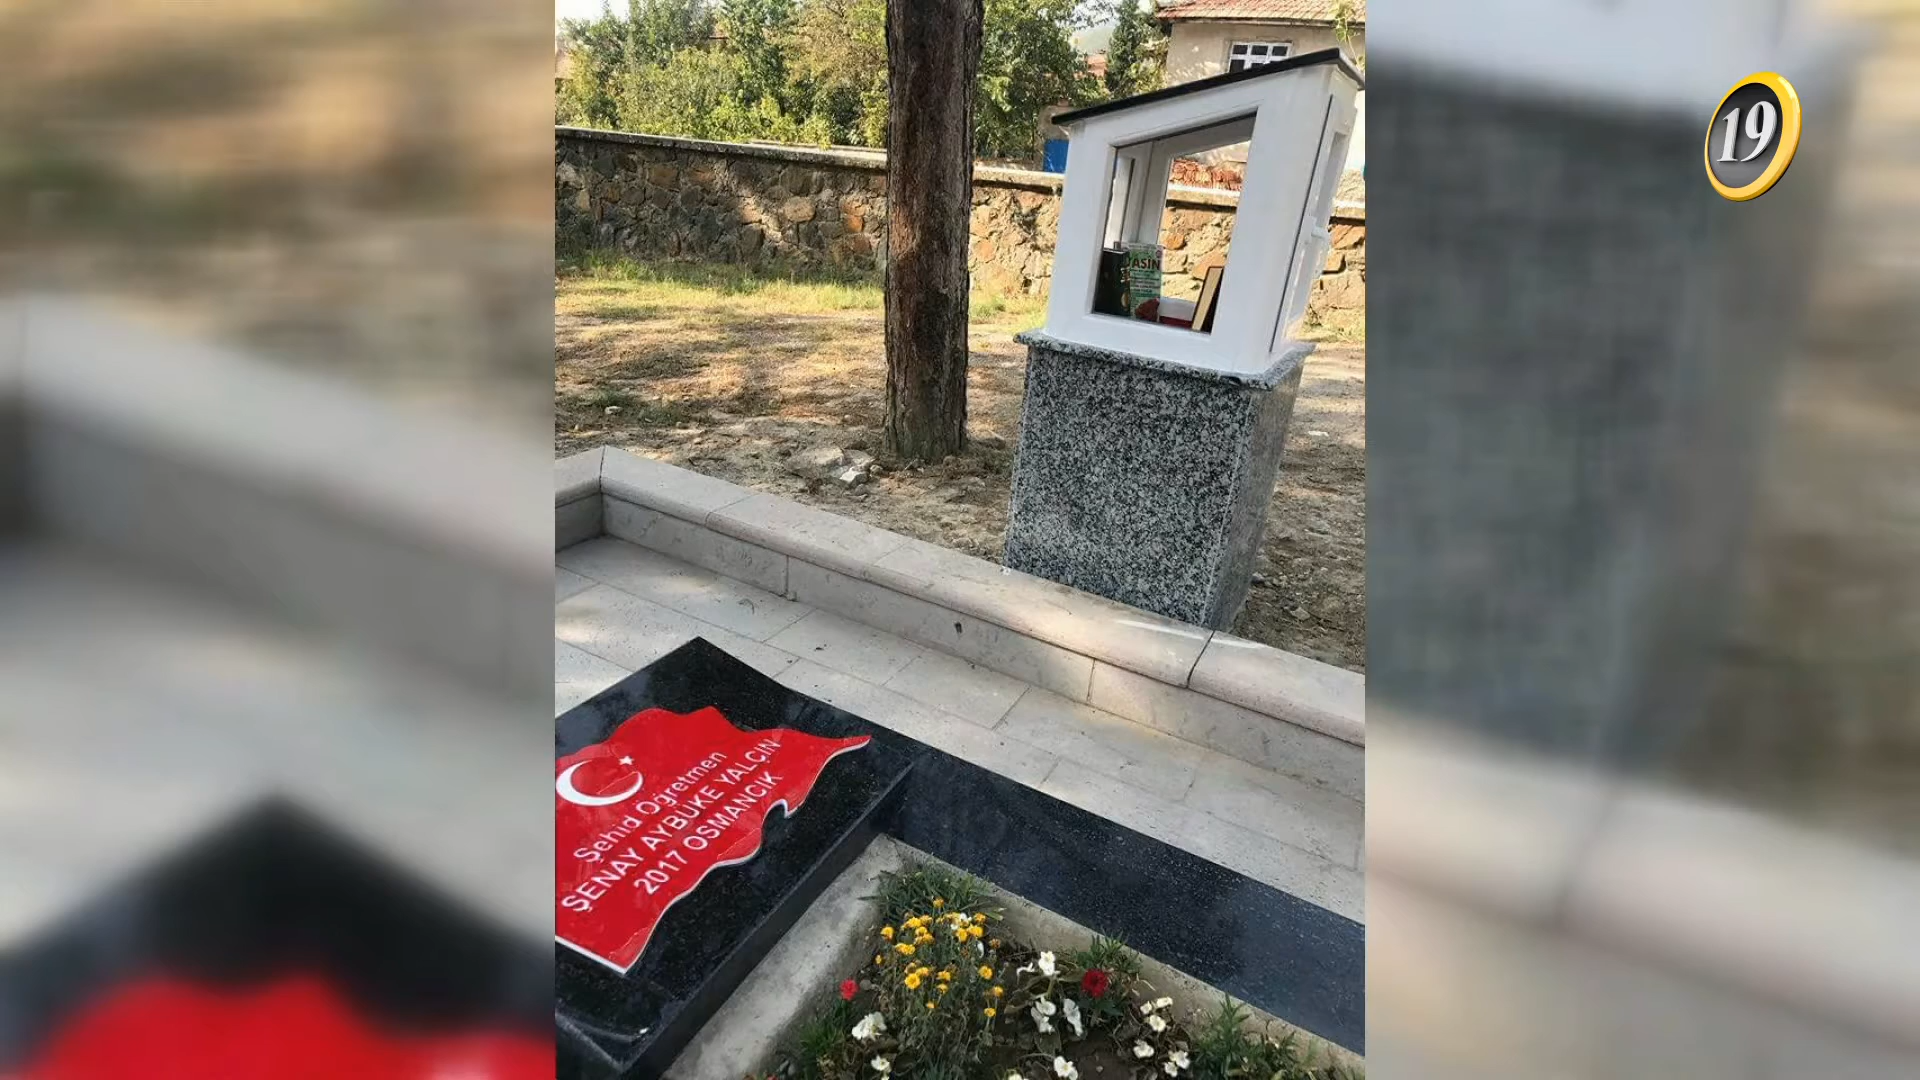 19
YASİN
Şehid Öğretmen
ŞENAY AYBÜKE YALÇIN
2017 OSMANCIK